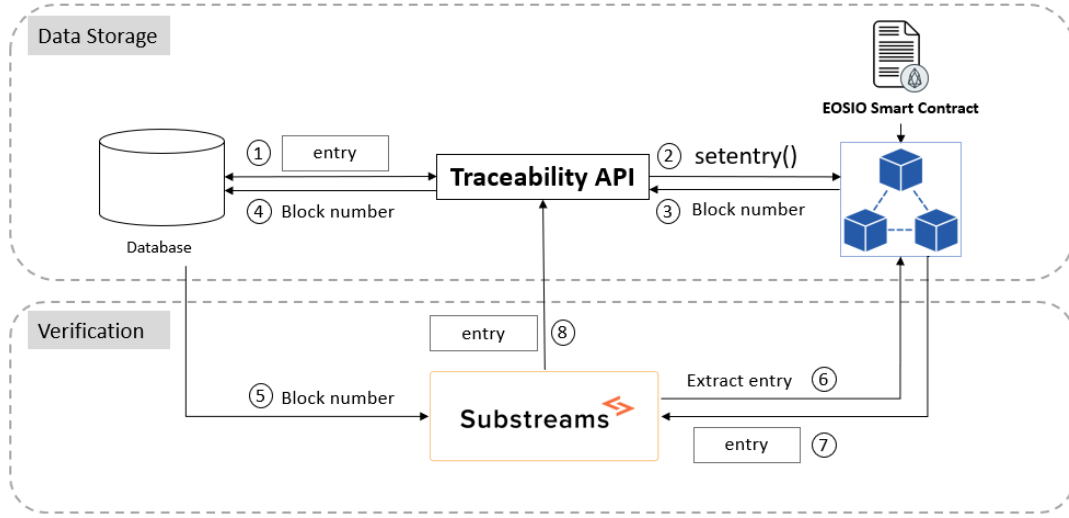 Data Storage
EOSIO Smart Contract
1 entry
2 setentry()
Traceability API
4 Block number
3 Block number
Database
Verification
entry 8
5 Block number
Substreams
Extract entry 6
entry 7